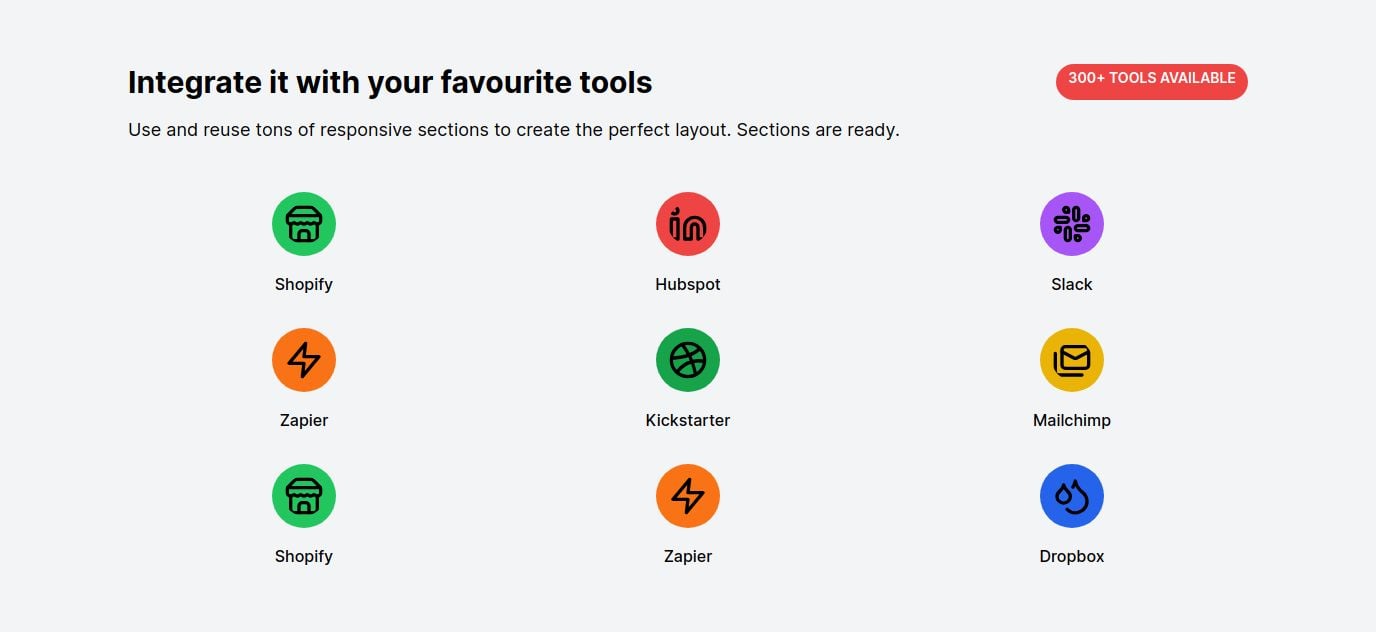 Integrate it with your favourite tools
300+ TOOLS AVAILABLE
Use and reuse tons of responsive sections to create the perfect layout. Sections are ready.
Shopify
Hubspot
Slack
Zapier
Kickstarter
Mailchimp
Shopify
Zapier
Dropbox